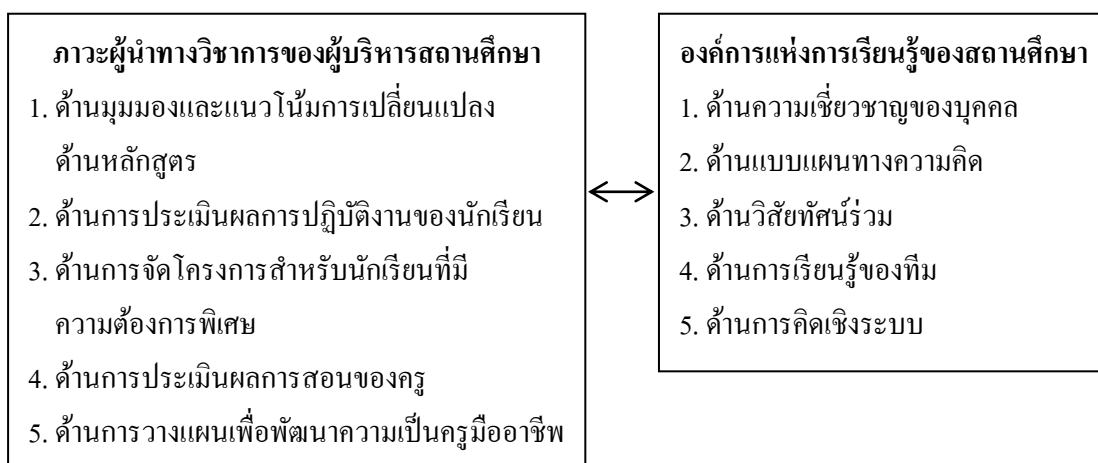 ภาวะผู้นำทางวิชาการของผู้บริหารสถานศึกษา
1. ด้านมุมมองและแนวโน้มการเปลี่ยนแปลง
ด้านหลักสูตร
2. ด้านการประเมินผลการปฏิบัติงานของนักเรียน
3. ด้านการจัดโครงการสำหรับนักเรียนที่มี
ความต้องการพิเศษ
4. ด้านการประเมินผลการสอนของครู
5. ด้านการวางแผนเพื่อพัฒนาความเป็นครูมืออาชีพ
องค์การแห่งการเรียนรู้ของสถานศึกษา
1. ด้านความเชี่ยวชาญของบุคคล
2. ด้านแบบแผนทางความคิด
3. ด้านวิสัยทัศน์ร่วม
4. ด้านการเรียนรู้ของทีม
5. ด้านการคิดเชิงระบบ